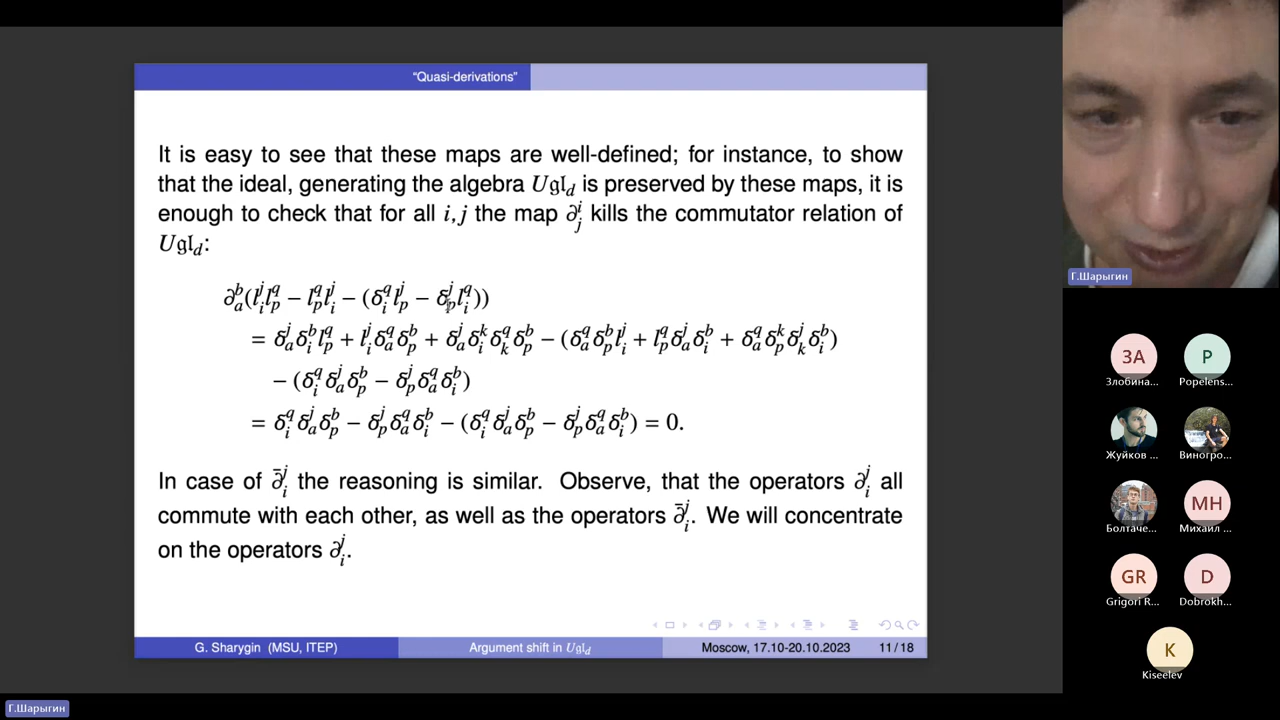 "Quasi-derivations"
It is easy to see that these maps are well-defined; for instance, to show
that the ideal, generating the algebra U𝔤𝔩_d is preserved by these maps, it is
enough to check that for all i, j the map ∂^i_j kills the commutator relation of
U𝔤𝔩_d:
∂^b_a(l^j_i l^q_p − l^q_p l^j_i − (δ^q_i l^j_p − δ^j_p l^q_i))
= δ^j_a δ^b_i l^q_p + l^j_i δ^q_a δ^b_p + δ^j_a δ^k_i δ^q_k δ^b_p − (δ^q_a δ^b_p l^j_i + l^q_p δ^j_a δ^b_i + δ^q_a δ^k_p δ^j_k δ^b_i)
− (δ^q_i δ^j_a δ^b_p − δ^j_p δ^q_a δ^b_i)
= δ^q_i δ^j_a δ^b_p − δ^j_p δ^q_a δ^b_i − (δ^q_i δ^j_a δ^b_p − δ^j_p δ^q_a δ^b_i) = 0.
In case of ∂̄^j_i the reasoning is similar. Observe, that the operators ∂^j_i all
commute with each other, as well as the operators ∂̄^j_i. We will concentrate
on the operators ∂^j_i.
G. Sharygin (MSU, ITEP)
Argument shift in U𝔤𝔩_d
Moscow, 17.10-20.10.2023
11 / 18
Г.Шарыгин
ЗА
P
Злобина...
Popelens...
Жуйков ...
Виногро...
МН
Болтаче...
Михаил ...
GR
D
Grigori R...
Dobrokh...
K
Kiseelev
Г.Шарыгин